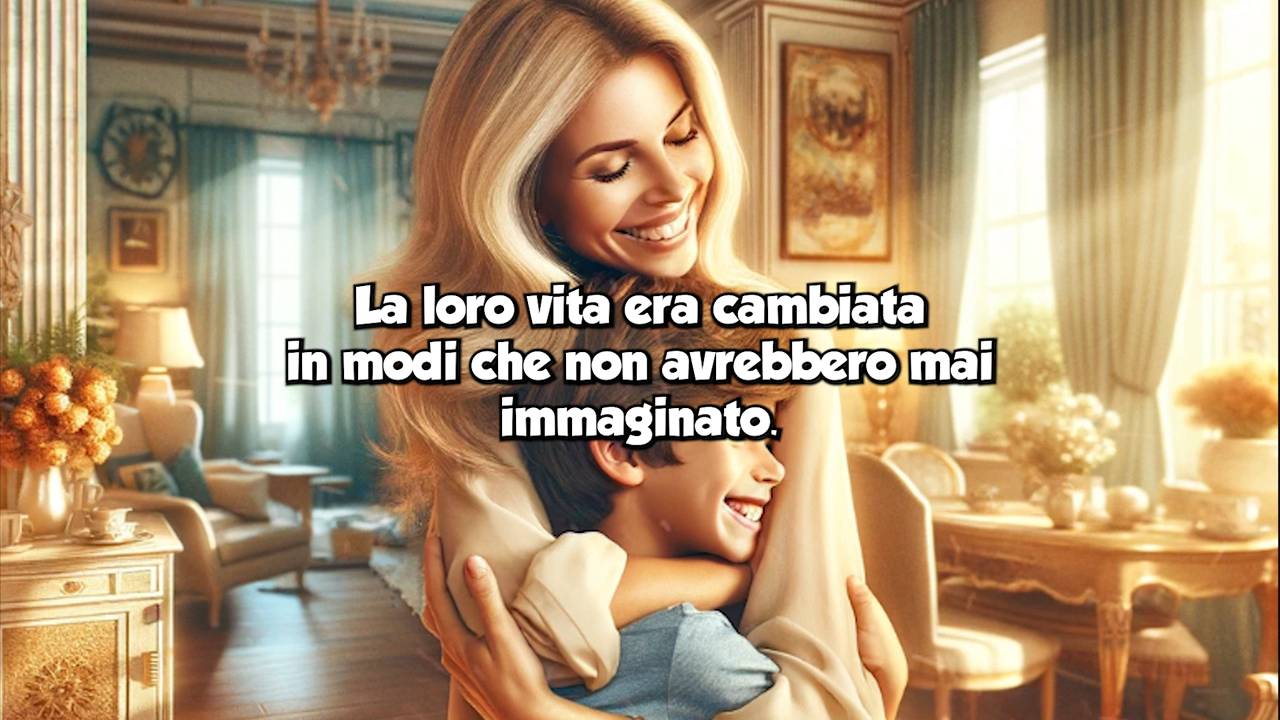 La loro vita era cambiata
in modi che non avrebbero mai
immaginato.